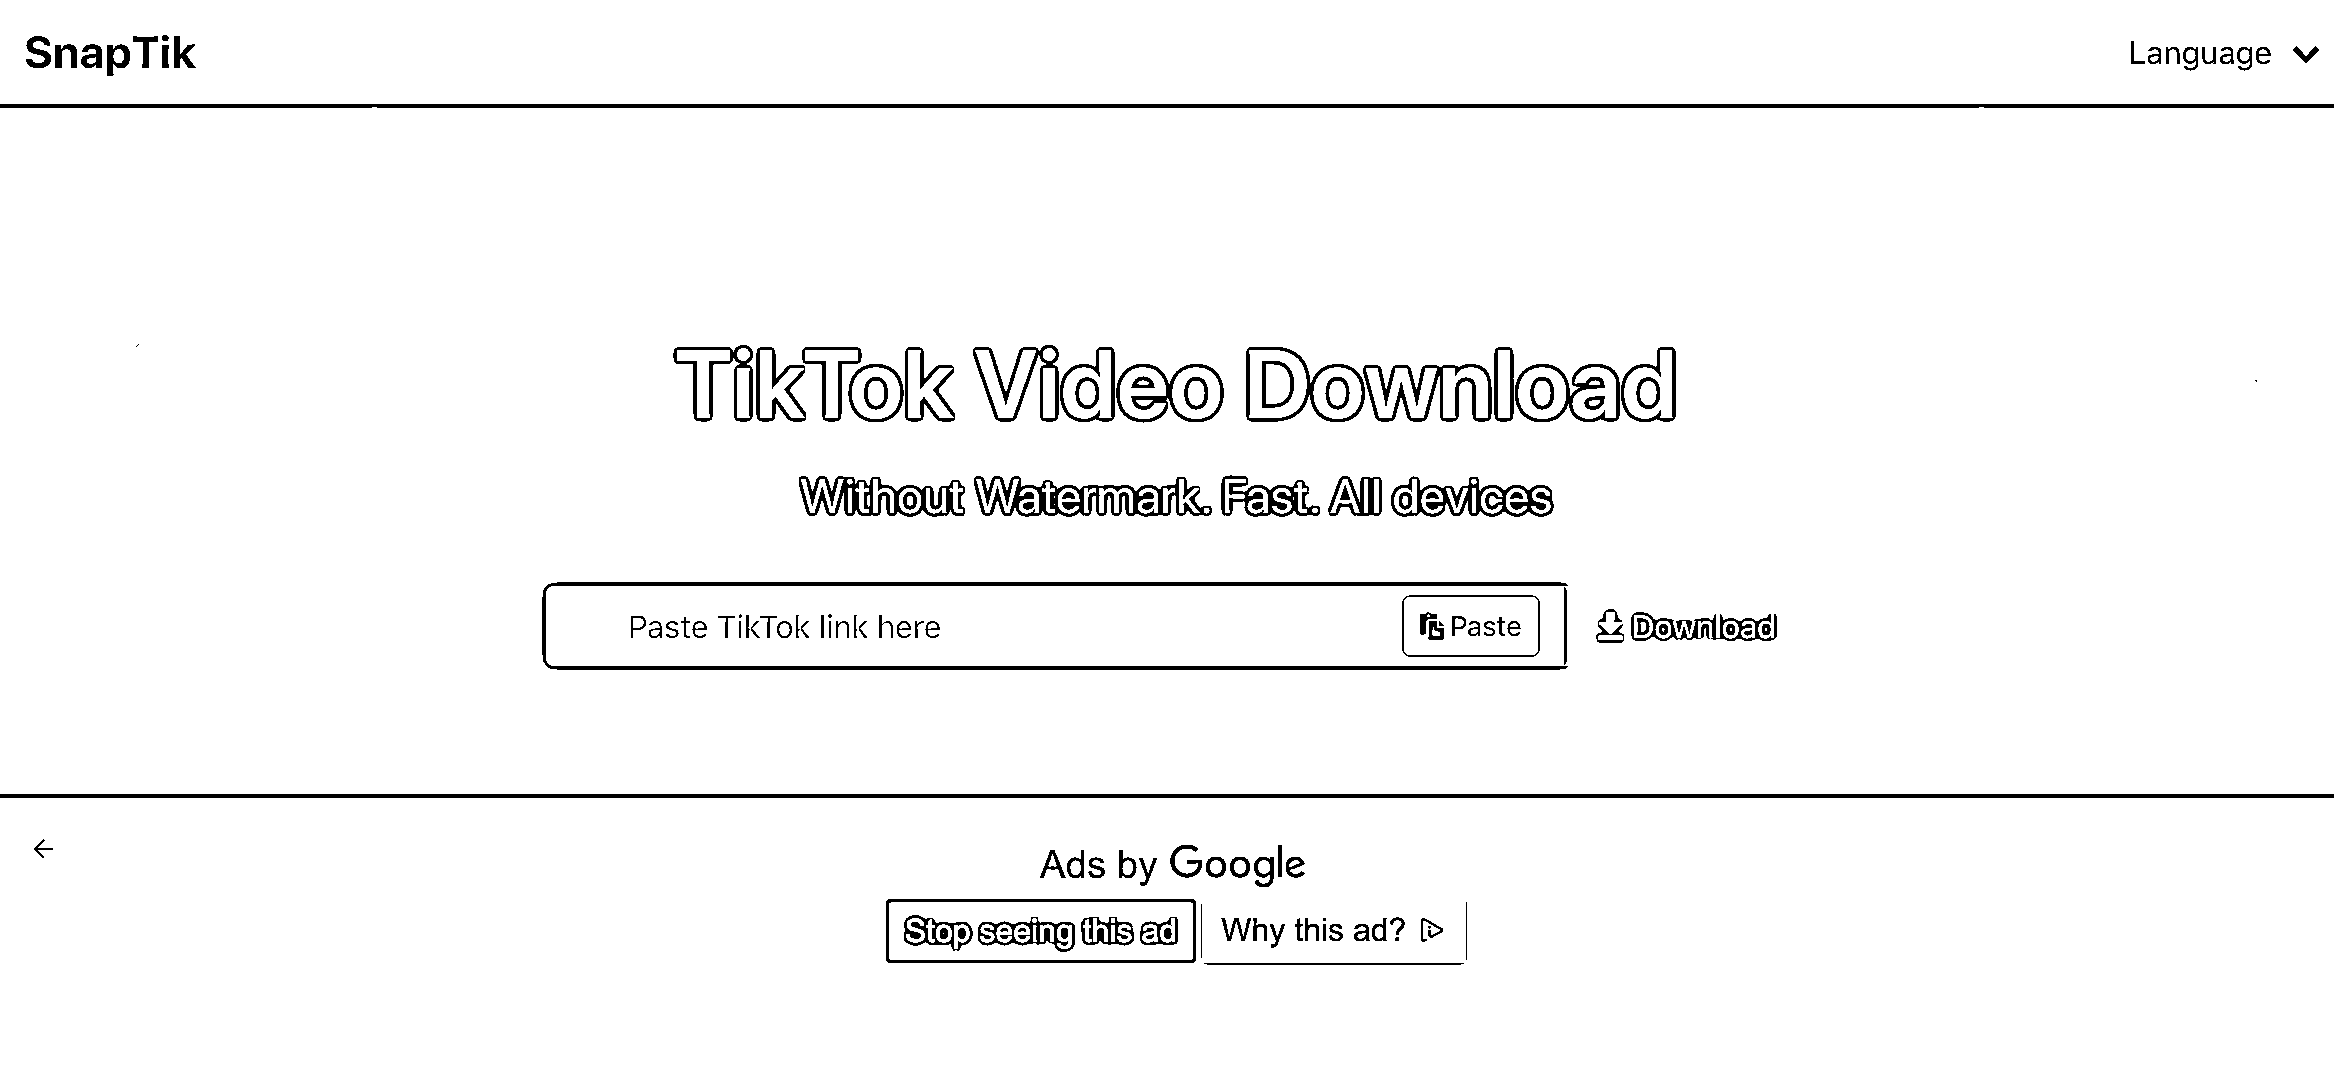 SnapTik
Language
TikTok Video Download
Without Watermark. Fast. All devices
Paste TikTok link here
Paste
Download
Ads by Google
Stop seeing this ad
Why this ad?